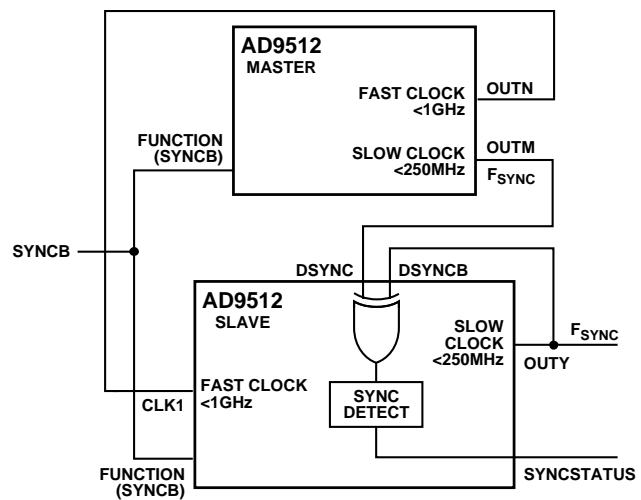 AD9512
MASTER
FAST CLOCK
<1GHz
OUTN
FUNCTION
(SYNCB)
SLOW CLOCK
<250MHz
OUTM
FSYNC
SYNCB
DSYNC
DSYNCB
AD9512
SLAVE
SLOW
CLOCK
<250MHz
FSYNC
OUTY
FAST CLOCK
<1GHz
CLK1
SYNC
DETECT
FUNCTION
(SYNCB)
SYNCSTATUS